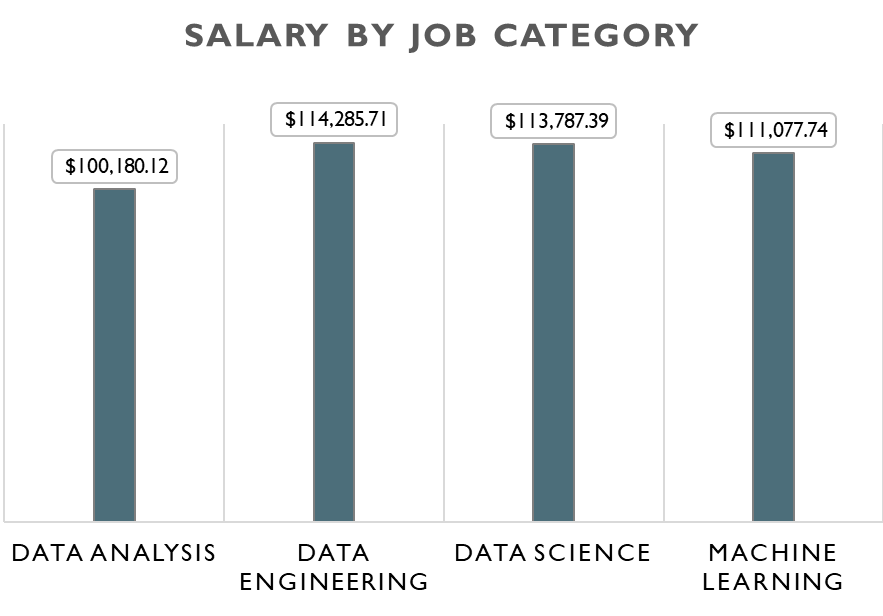 SALARY BY JOB CATEGORY
$100,180.12
$114,285.71
$113,787.39
$111,077.74
DATA ANALYSIS
DATA
ENGINEERING
DATA SCIENCE
MACHINE
LEARNING